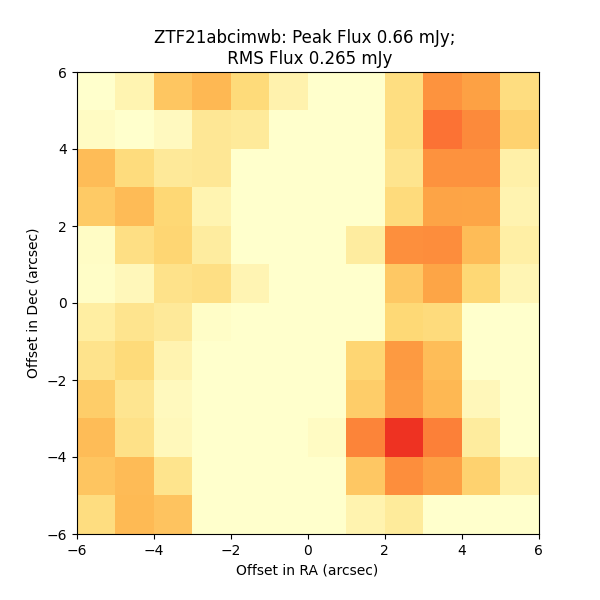 ZTF21abcimwb: Peak Flux 0.66 mJy;
RMS Flux 0.265 mJy
6
4
2
0
−2
−4
−6
Offset in Dec (arcsec)
−6 −4 −2 0 2 4 6
Offset in RA (arcsec)